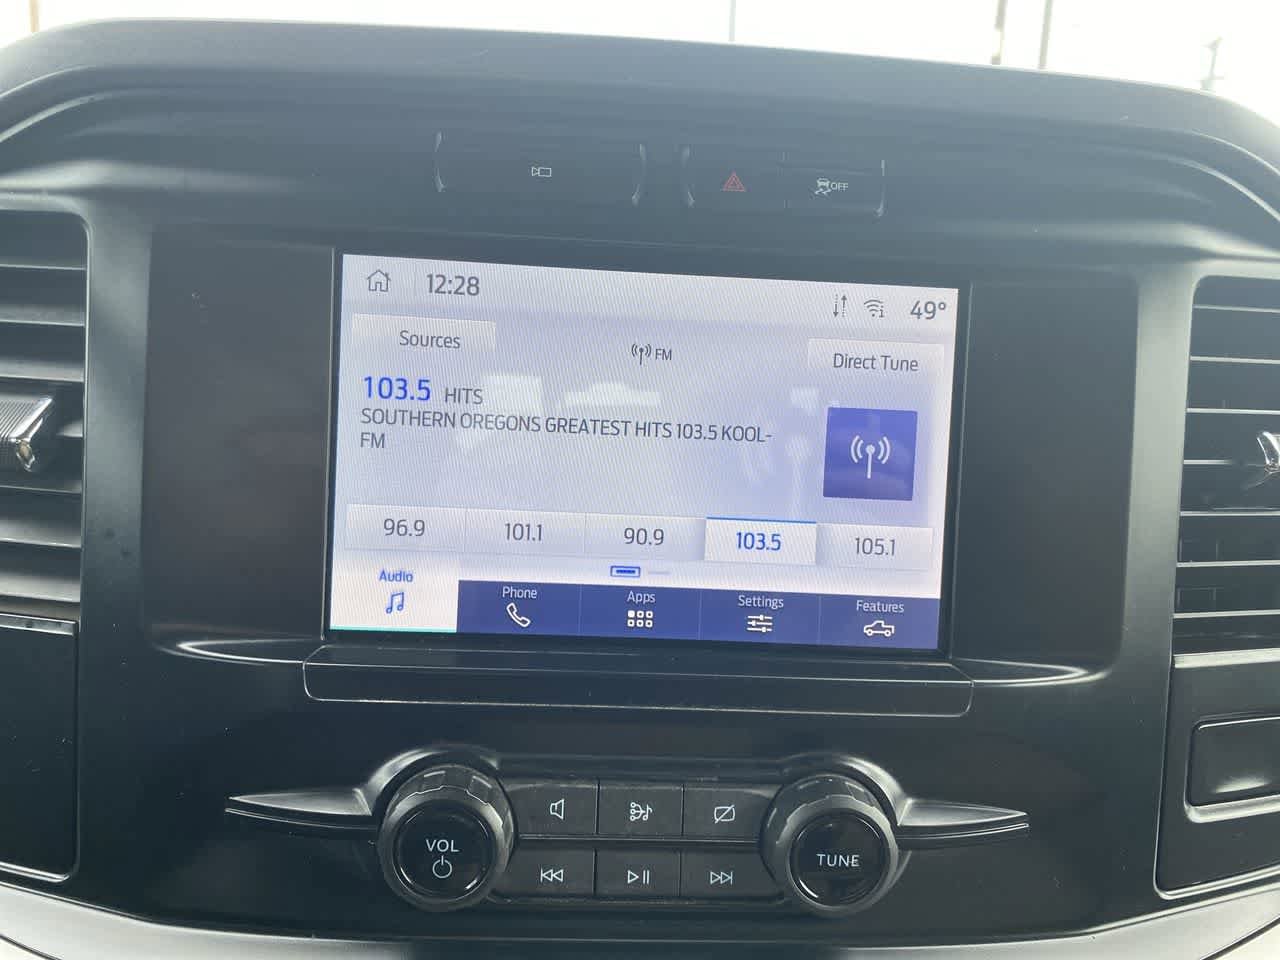 OFF
12:28
49°
Sources
FM
Direct Tune
103.5 HITS
SOUTHERN OREGONS GREATEST HITS 103.5 KOOL-
FM
96.9
101.1
90.9
103.5
105.1
Audio
Phone
Apps
Settings
Features
VOL
TUNE